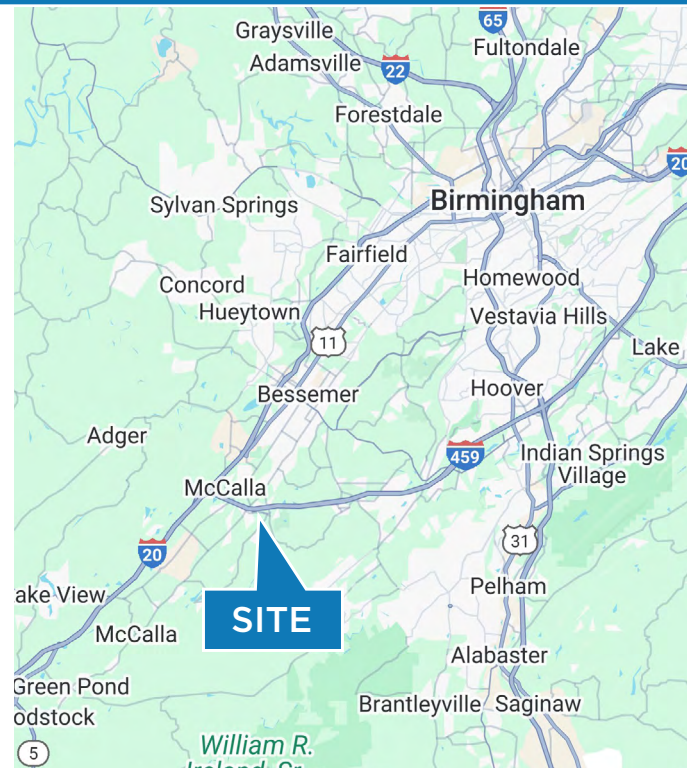 65
Graysville
Fultondale
Adamsville
22
Forestdale
20
Birmingham
Sylvan Springs
Fairfield
Homewood
Concord
Hueytown
Vestavia Hills
11
Lake
Bessemer
Hoover
Adger
459
Indian Springs
Village
McCalla
20
31
ake View
Pelham
SITE
McCalla
Alabaster
Green Pond
Brantleyville
Saginaw
odstock
William R.
5